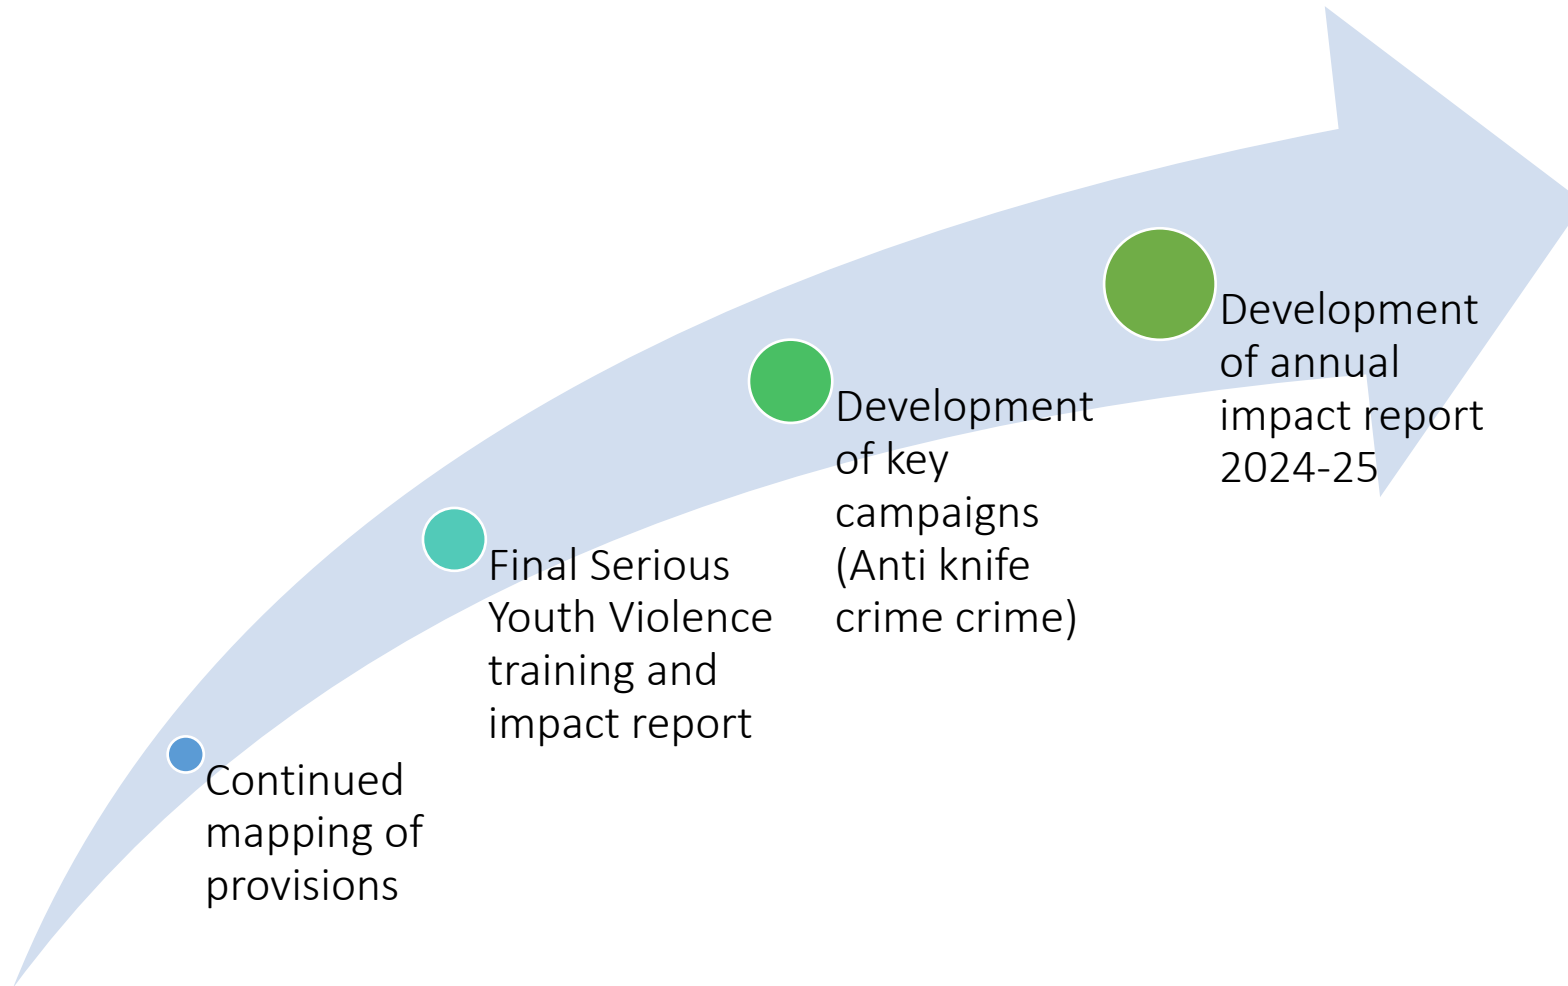 Continued
mapping of
provisions
Final Serious
Youth Violence
training and
impact report
Development
of key
campaigns
(Anti knife
crime crime)
Development
of annual
impact report
2024-25